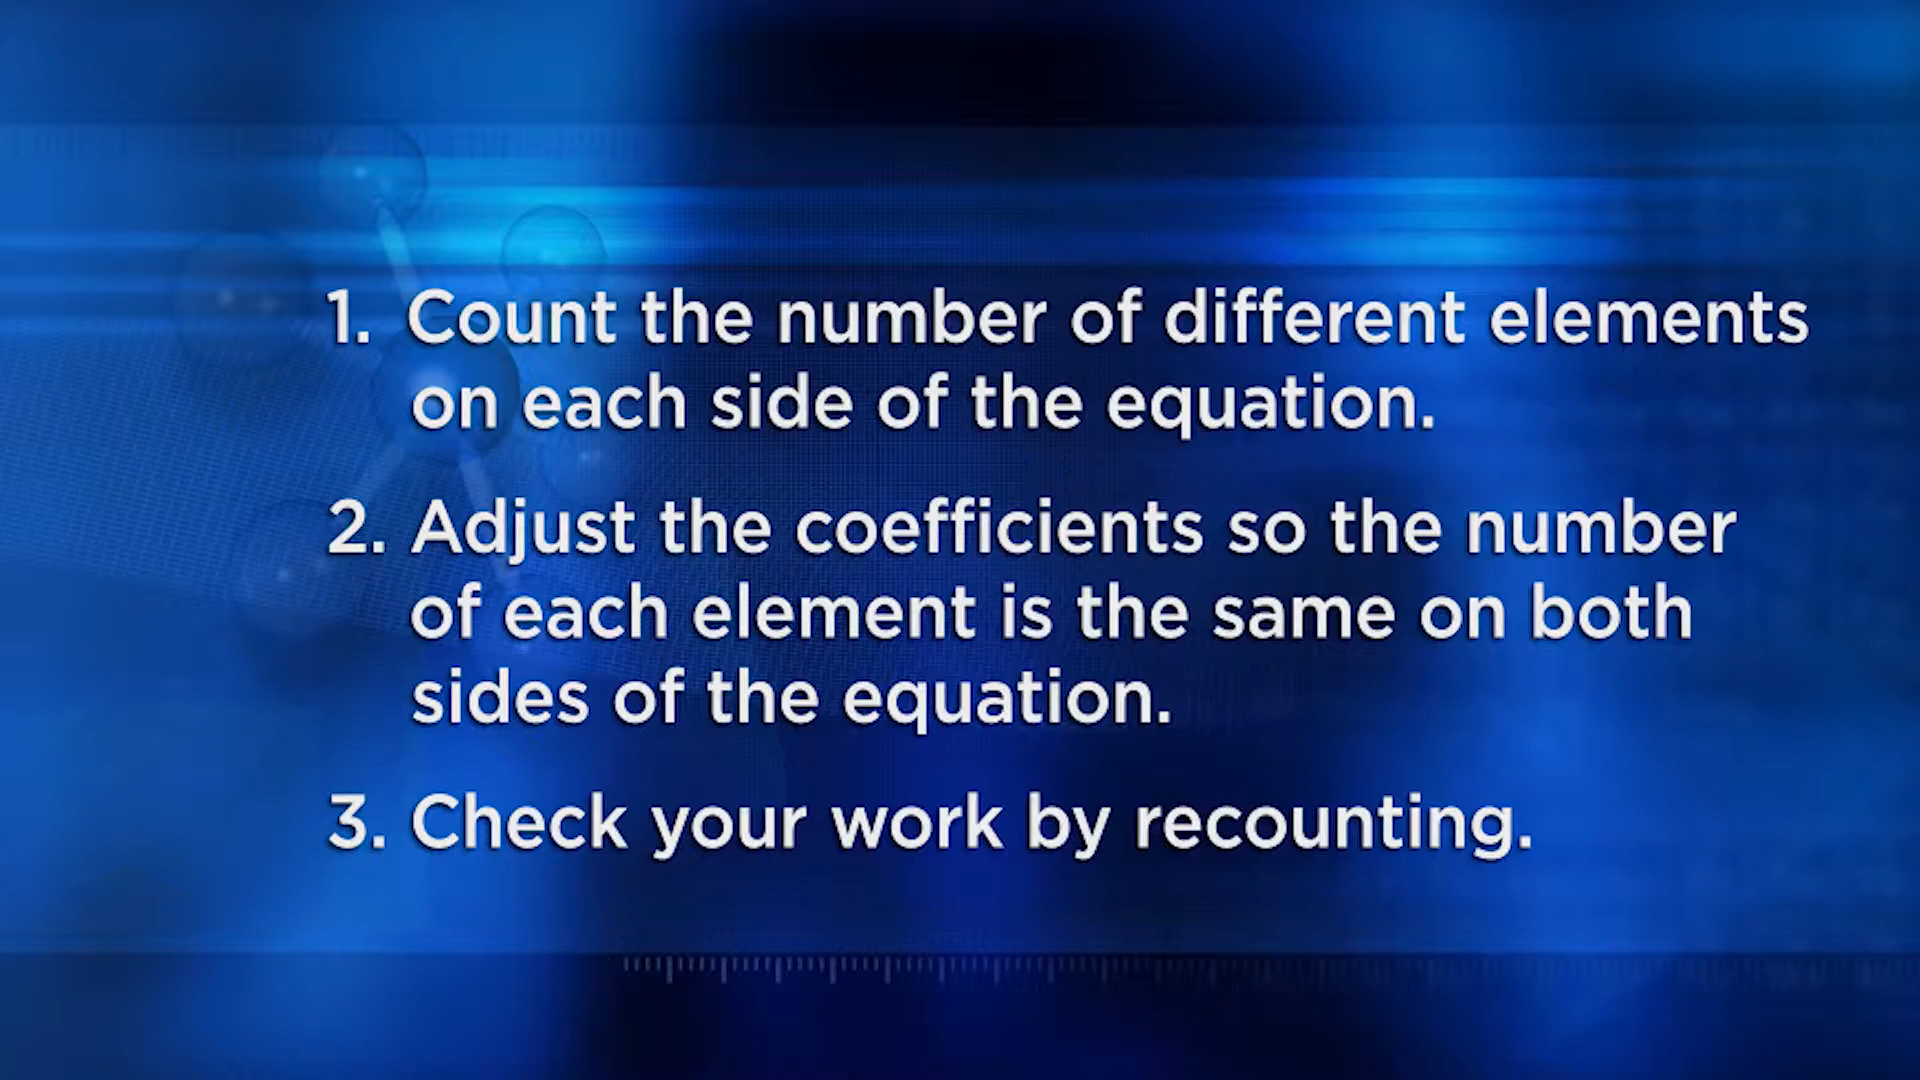 1. Count the number of different elements
on each side of the equation.
2. Adjust the coefficients so the number
of each element is the same on both
sides of the equation.
3. Check your work by recounting.